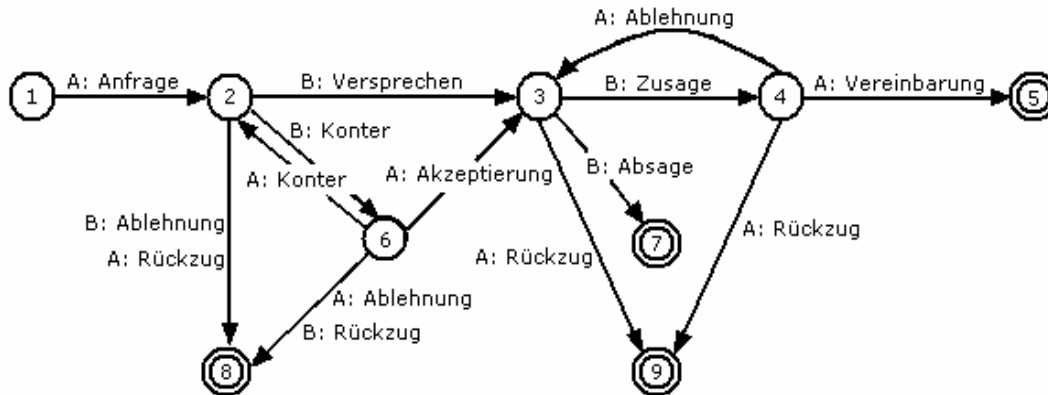 A: Ablehnung
1
A: Anfrage
2
B: Versprechen
3
B: Zusage
4
A: Vereinbarung
5
B: Konter
A: Konter
A: Akzeptierung
B: Absage
B: Ablehnung
A: Rückzug
6
7
A: Rückzug
A: Rückzug
A: Ablehnung
B: Rückzug
8
9